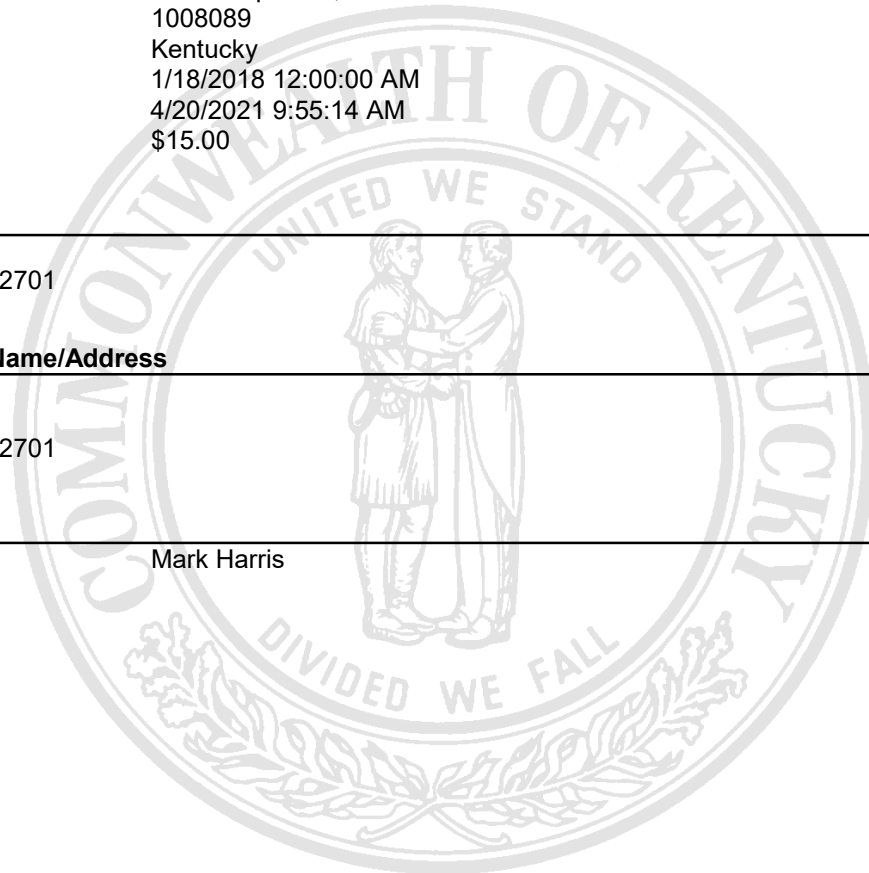 1008089
Kentucky
1/18/2018 12:00:00 AM
4/20/2021 9:55:14 AM
$15.00
2701
Name/Address
2701
Mark Harris
COMMONWEALTH OF KENTUCKY
UNITED WE STAND
DIVIDED WE FALL